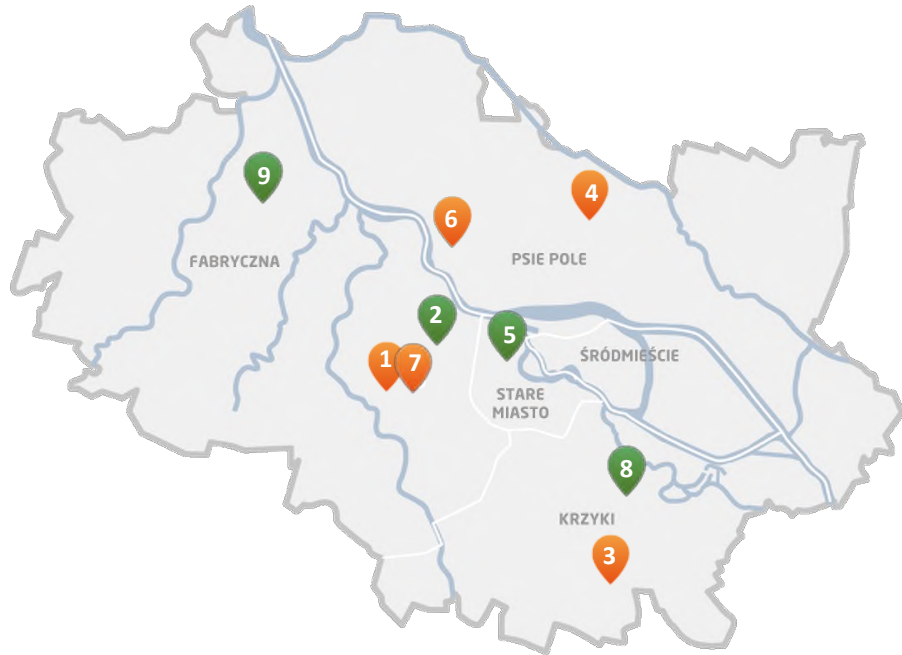 9
4
6
PSIE POLE
FABRYCZNA
2
5
1
7
ŚRÓDMIEŚCIE
STARE
MIASTO
8
KRZYKI
3